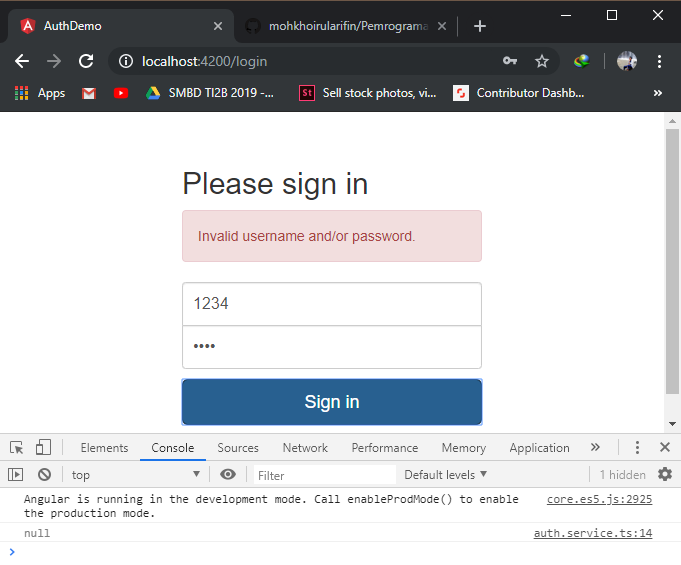 AuthDemo
mohkhoirularifin/Pemrograma
localhost:4200/login
Apps
SMBD TI2B 2019 -...
St
Sell stock photos, vi...
Contributor Dashb...
»
Please sign in
Invalid username and/or password.
1234
••••
Sign in
Elements
Console
Sources
Network
Performance
Memory
Application
»
top
Filter
Default levels
1 hidden
Angular is running in the development mode. Call enableProdMode() to enable
the production mode.
core.es5.js:2925
null
auth.service.ts:14